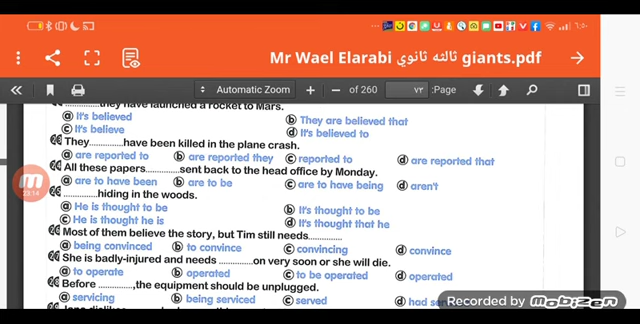 ٦:٥٠
Mr Wael Elarabi ثالثه ثانوي giants.pdf
Automatic Zoom + − of 260 ٧٢ :Page
............they have launched a rocket to Mars.
ⓐ It's believed ⓑ They are believed that
ⓒ It's believe ⓓ It's believed to
They............have been killed in the plane crash.
ⓐ are reported to ⓑ are reported they ⓒ reported to ⓓ are reported that
All these papers............sent back to the head office by Monday.
ⓐ are to have been ⓑ are to be ⓒ are to have being ⓓ aren't
............hiding in the woods.
ⓐ He is thought to be ⓑ It's thought to be
ⓒ He is thought he is ⓓ It's thought that he
Most of them believe the story, but Tim still needs............
ⓐ being convinced ⓑ to convince ⓒ convincing ⓓ convince
She is badly-injured and needs ............on very soon or she will die.
ⓐ to operate ⓑ operated ⓒ to be operated ⓓ operated
Before ............,the equipment should be unplugged.
ⓐ servicing ⓑ being serviced ⓒ served ⓓ had
23:14
Recorded by Mobizen